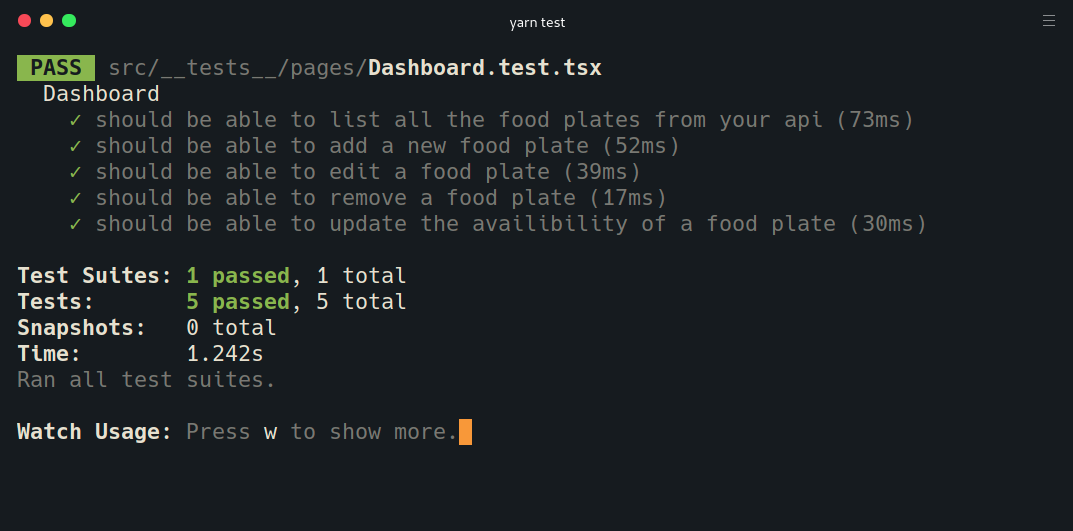 yarn test
PASS src/__tests__/pages/Dashboard.test.tsx
Dashboard
✓ should be able to list all the food plates from your api (73ms)
✓ should be able to add a new food plate (52ms)
✓ should be able to edit a food plate (39ms)
✓ should be able to remove a food plate (17ms)
✓ should be able to update the availibility of a food plate (30ms)
Test Suites: 1 passed, 1 total
Tests: 5 passed, 5 total
Snapshots: 0 total
Time: 1.242s
Ran all test suites.
Watch Usage: Press w to show more.